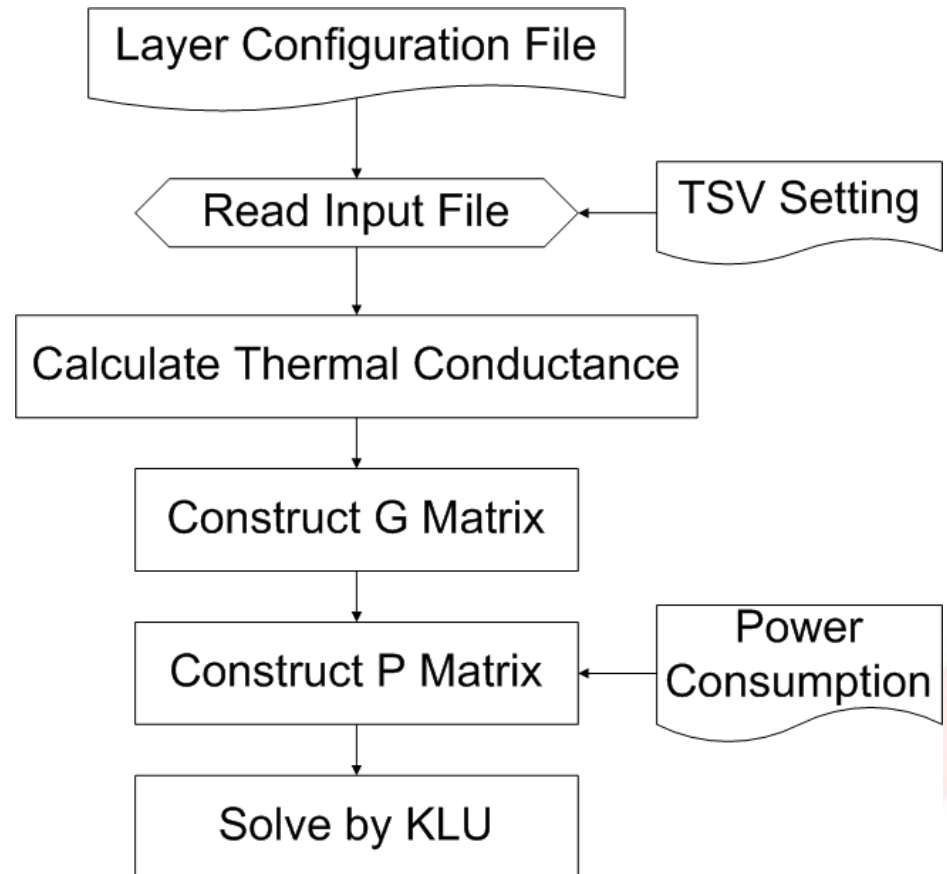 Layer Configuration File
Read Input File
TSV Setting
Calculate Thermal Conductance
Construct G Matrix
Construct P Matrix
Power
Consumption
Solve by KLU